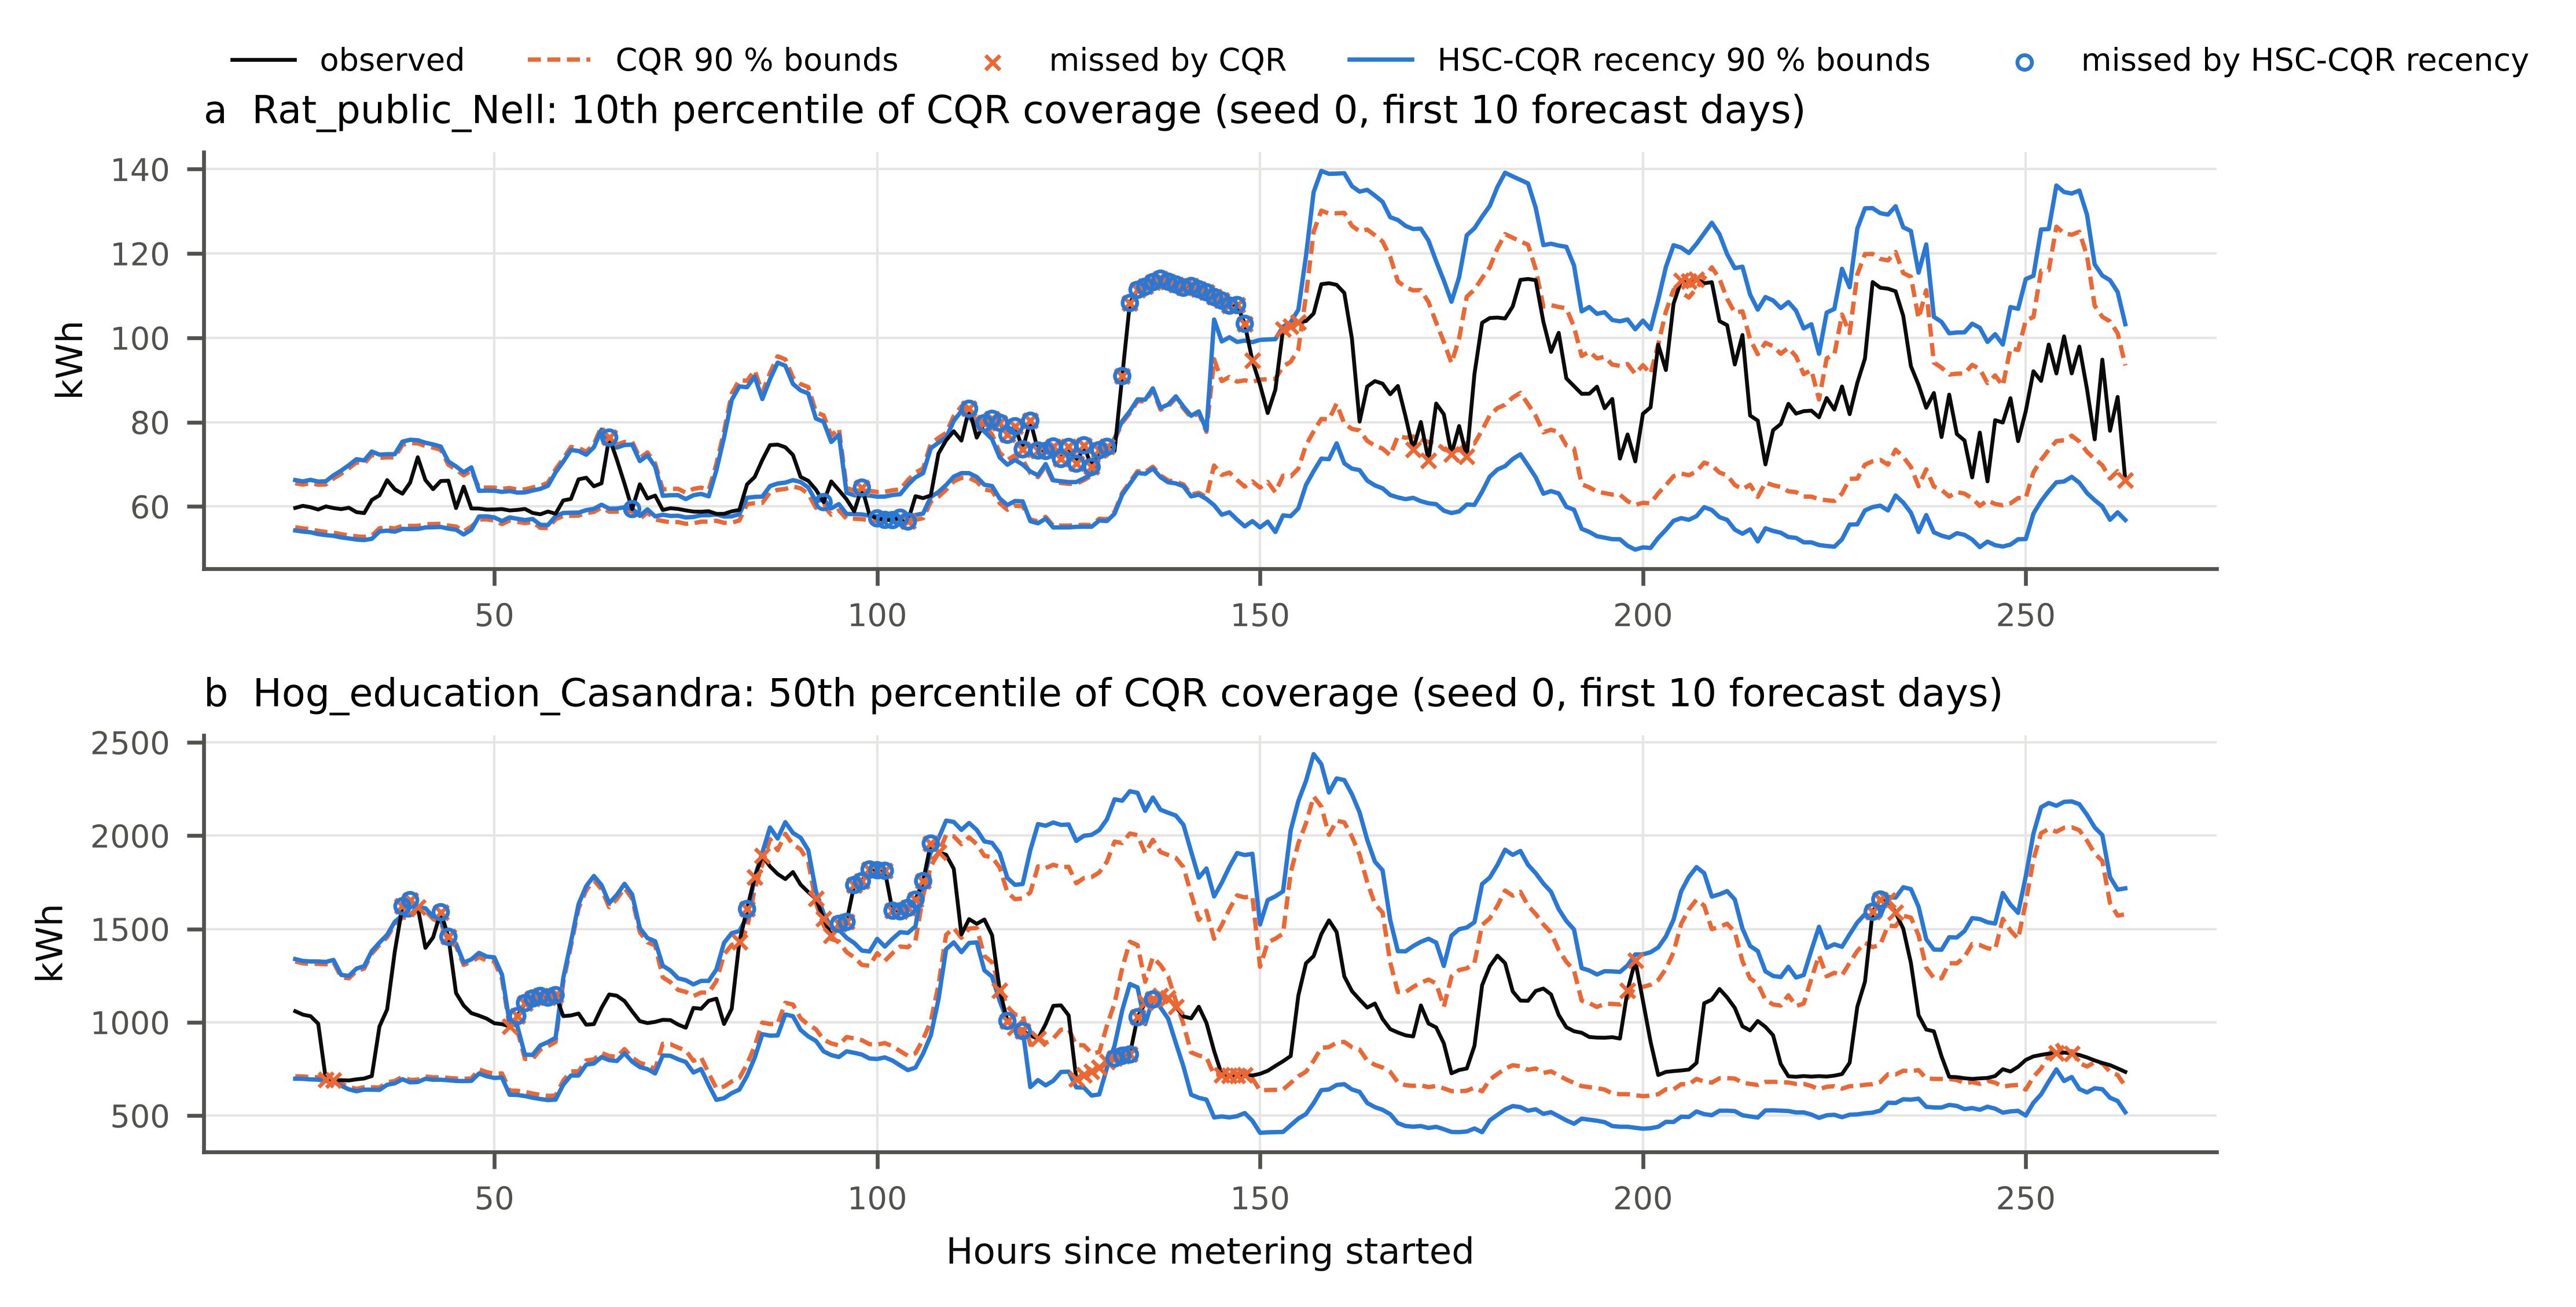 observed CQR 90 % bounds missed by CQR HSC-CQR recency 90 % bounds missed by HSC-CQR recency
a Rat_public_Nell: 10th percentile of CQR coverage (seed 0, first 10 forecast days)
140
120
100
80
60
kWh
50 100 150 200 250
b Hog_education_Casandra: 50th percentile of CQR coverage (seed 0, first 10 forecast days)
2500
2000
1500
1000
500
kWh
50 100 150 200 250
Hours since metering started